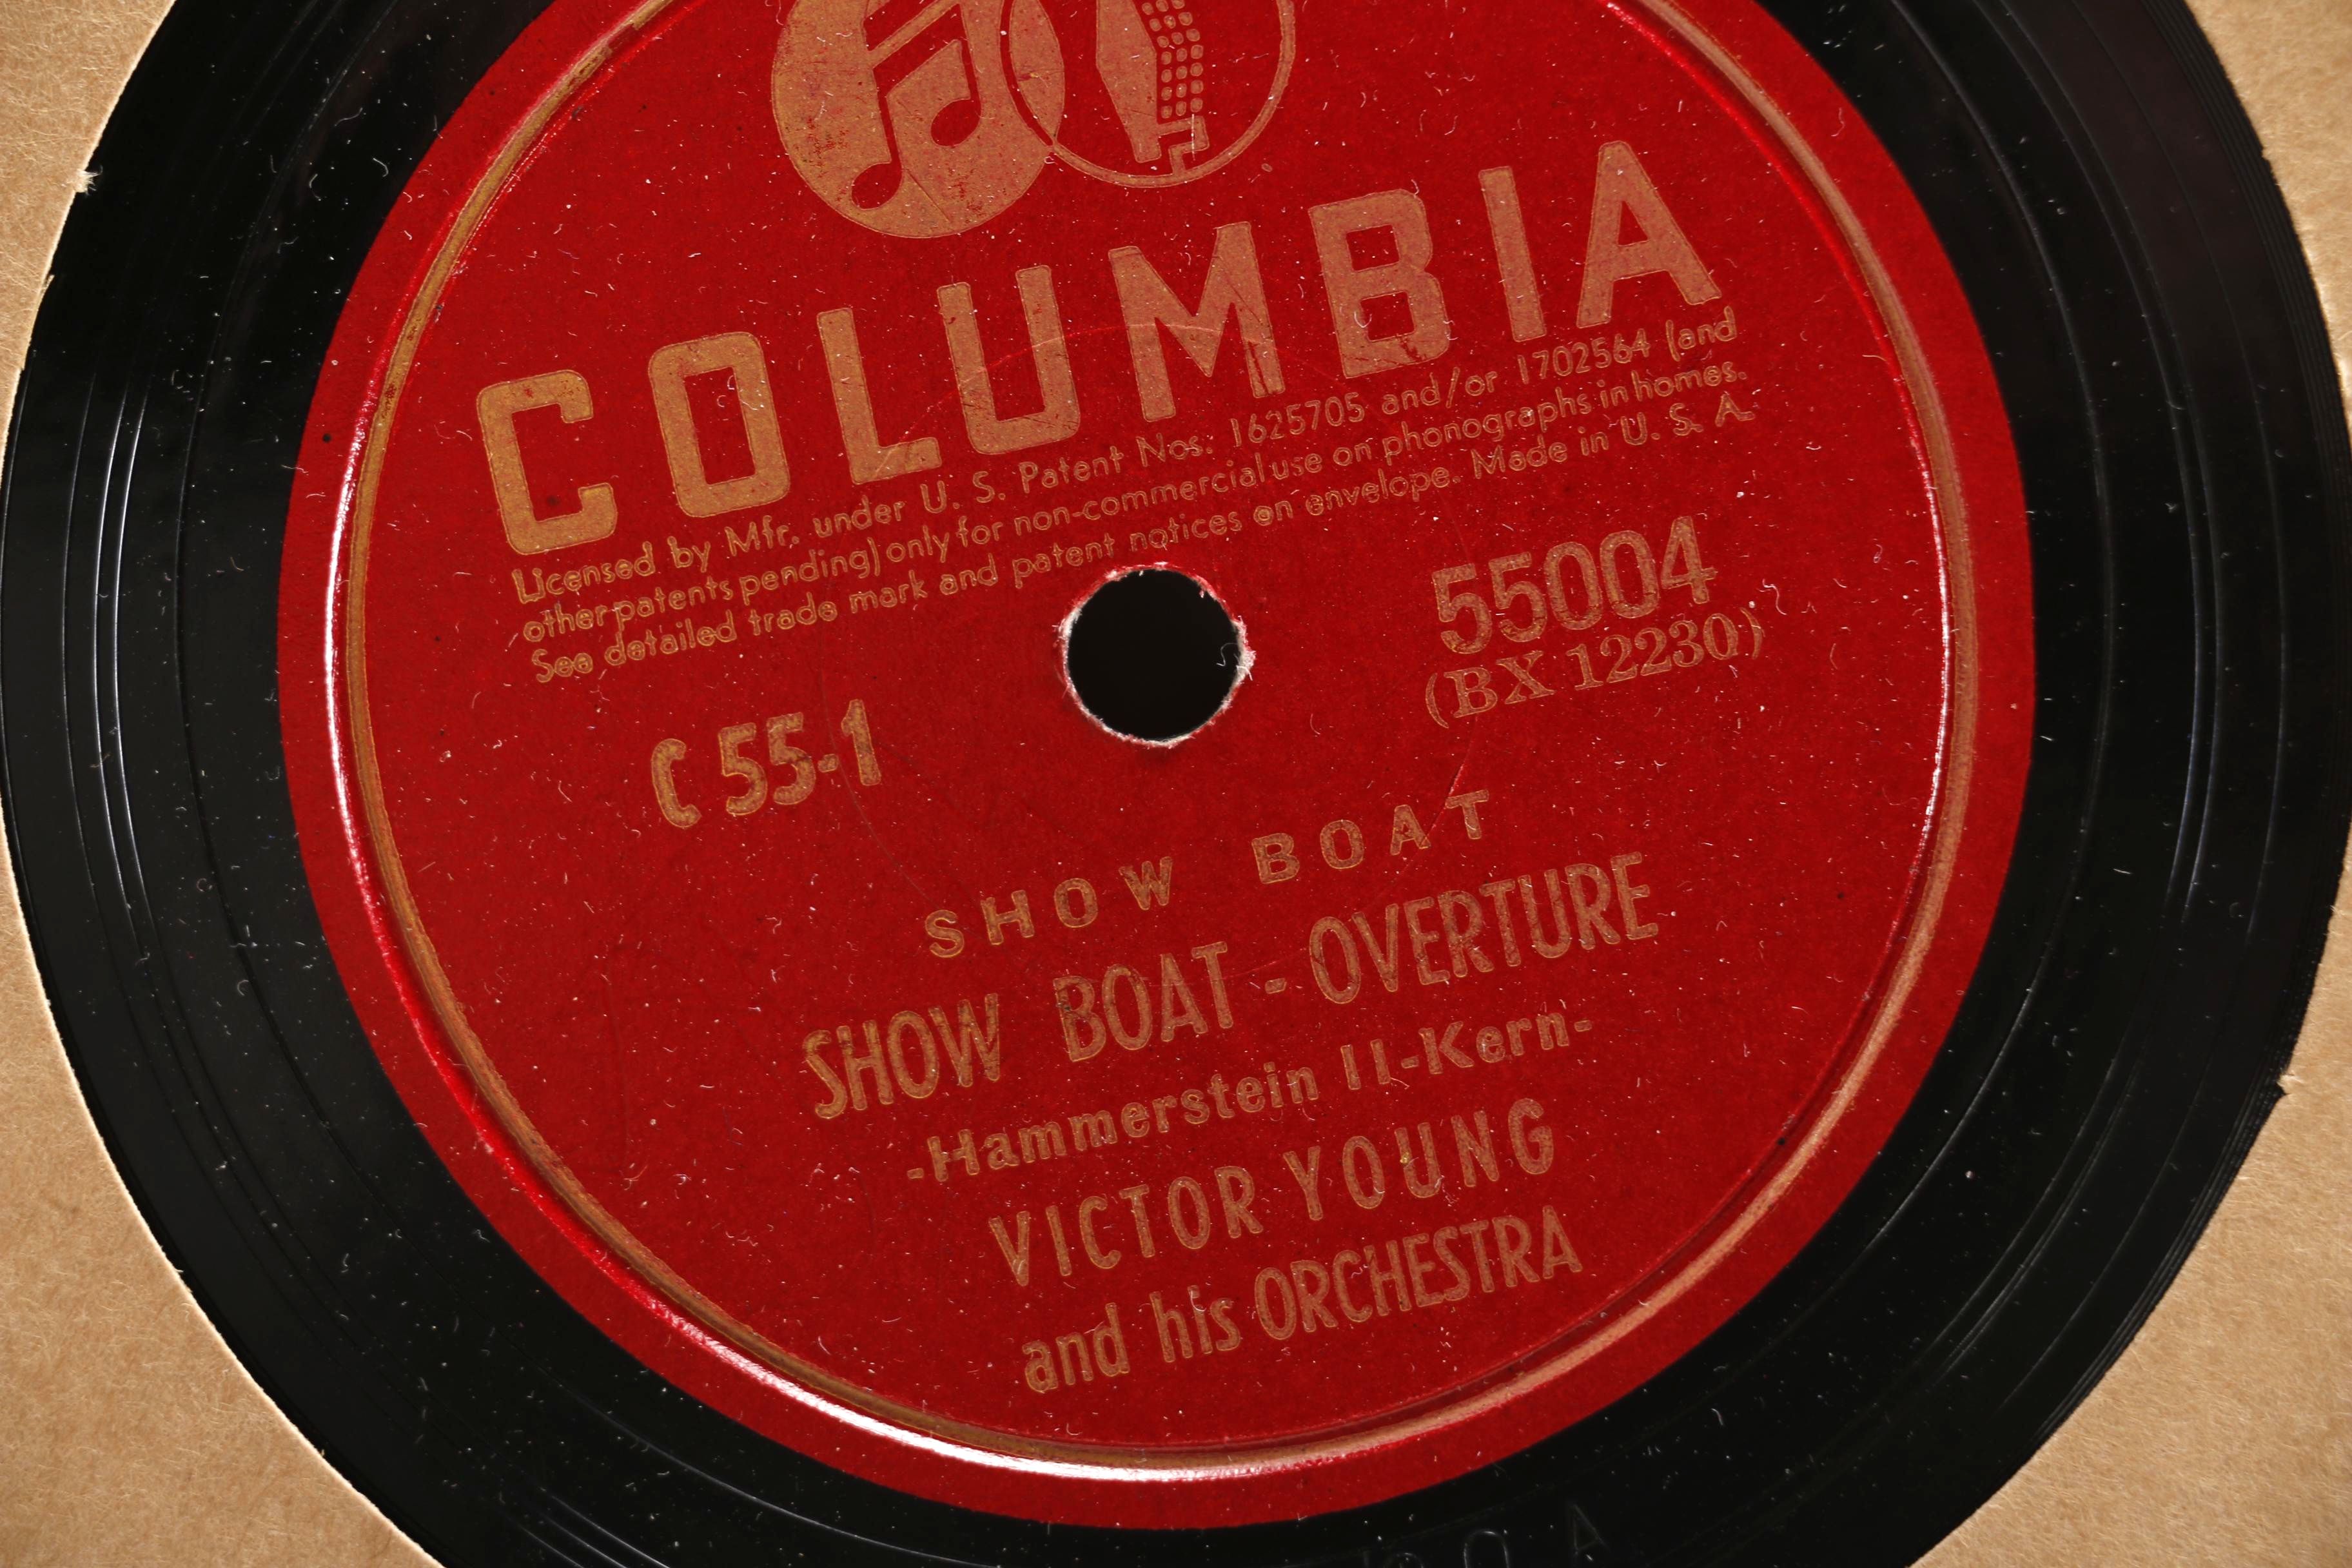 COLUMBIA
Licensed by Mfr. under U. S. Patent Nos. 1625705 and/or 1702564 (and
other patents pending) only for non-commercial use on phonographs in homes.
See detailed trade mark and patent notices on envelope. Made in U. S. A.
55004
(BX 12230)
C 55-1
SHOW BOAT
SHOW BOAT - OVERTURE
-Hammerstein II-Kern-
VICTOR YOUNG
and his ORCHESTRA